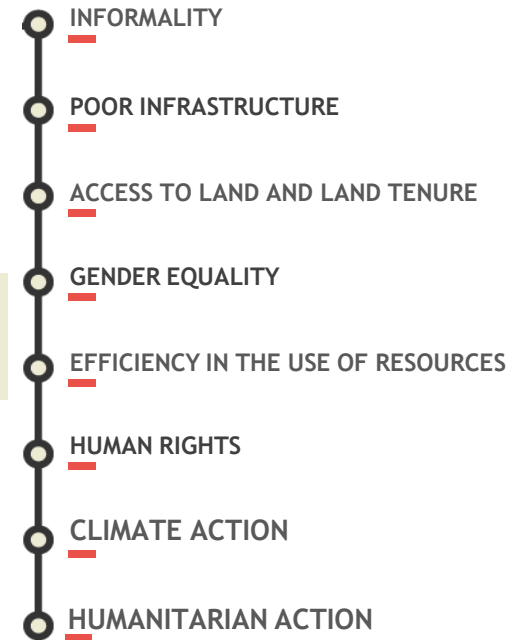 INFORMALITY
POOR INFRASTRUCTURE
ACCESS TO LAND AND LAND TENURE
GENDER EQUALITY
EFFICIENCY IN THE USE OF RESOURCES
HUMAN RIGHTS
CLIMATE ACTION
HUMANITARIAN ACTION